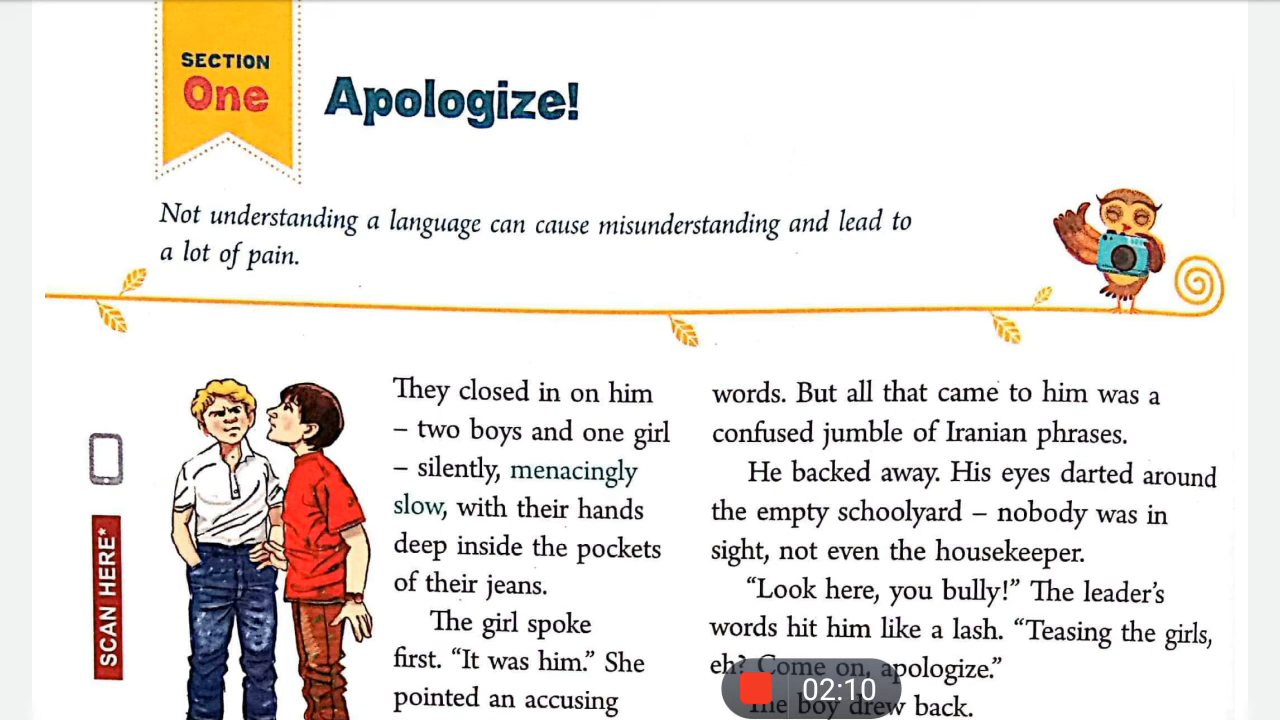 SECTION
One
Apologize!
Not understanding a language can cause misunderstanding and lead to
a lot of pain.
SCAN HERE*
They closed in on him
– two boys and one girl
– silently, menacingly
slow, with their hands
deep inside the pockets
of their jeans.
The girl spoke
first. “It was him.” She
pointed an accusing
words. But all that came to him was a
confused jumble of Iranian phrases.
He backed away. His eyes darted around
the empty schoolyard – nobody was in
sight, not even the housekeeper.
“Look here, you bully!” The leader’s
words hit him like a lash. “Teasing the girls,
eh? Come on, apologize.”
The boy drew back.
02:10